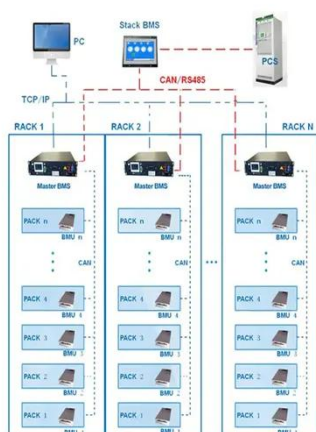 Stack BMS
PC
PCS
CAN/RS485
TCP/IP
RACK 1
RACK 2
RACK N
Master BMS
Master BMS
Master BMS
PACK n
PACK n
PACK n
BMU n
BMU n
BMU n
CAN
CAN
CAN
...
PACK 4
PACK 4
PACK 4
BMU 4
BMU 4
BMU 4
PACK 3
PACK 3
PACK 3
BMU 3
BMU 3
BMU 3
PACK 2
PACK 2
PACK 2
BMU 2
BMU 2
BMU 2
PACK 1
PACK 1
PACK 1